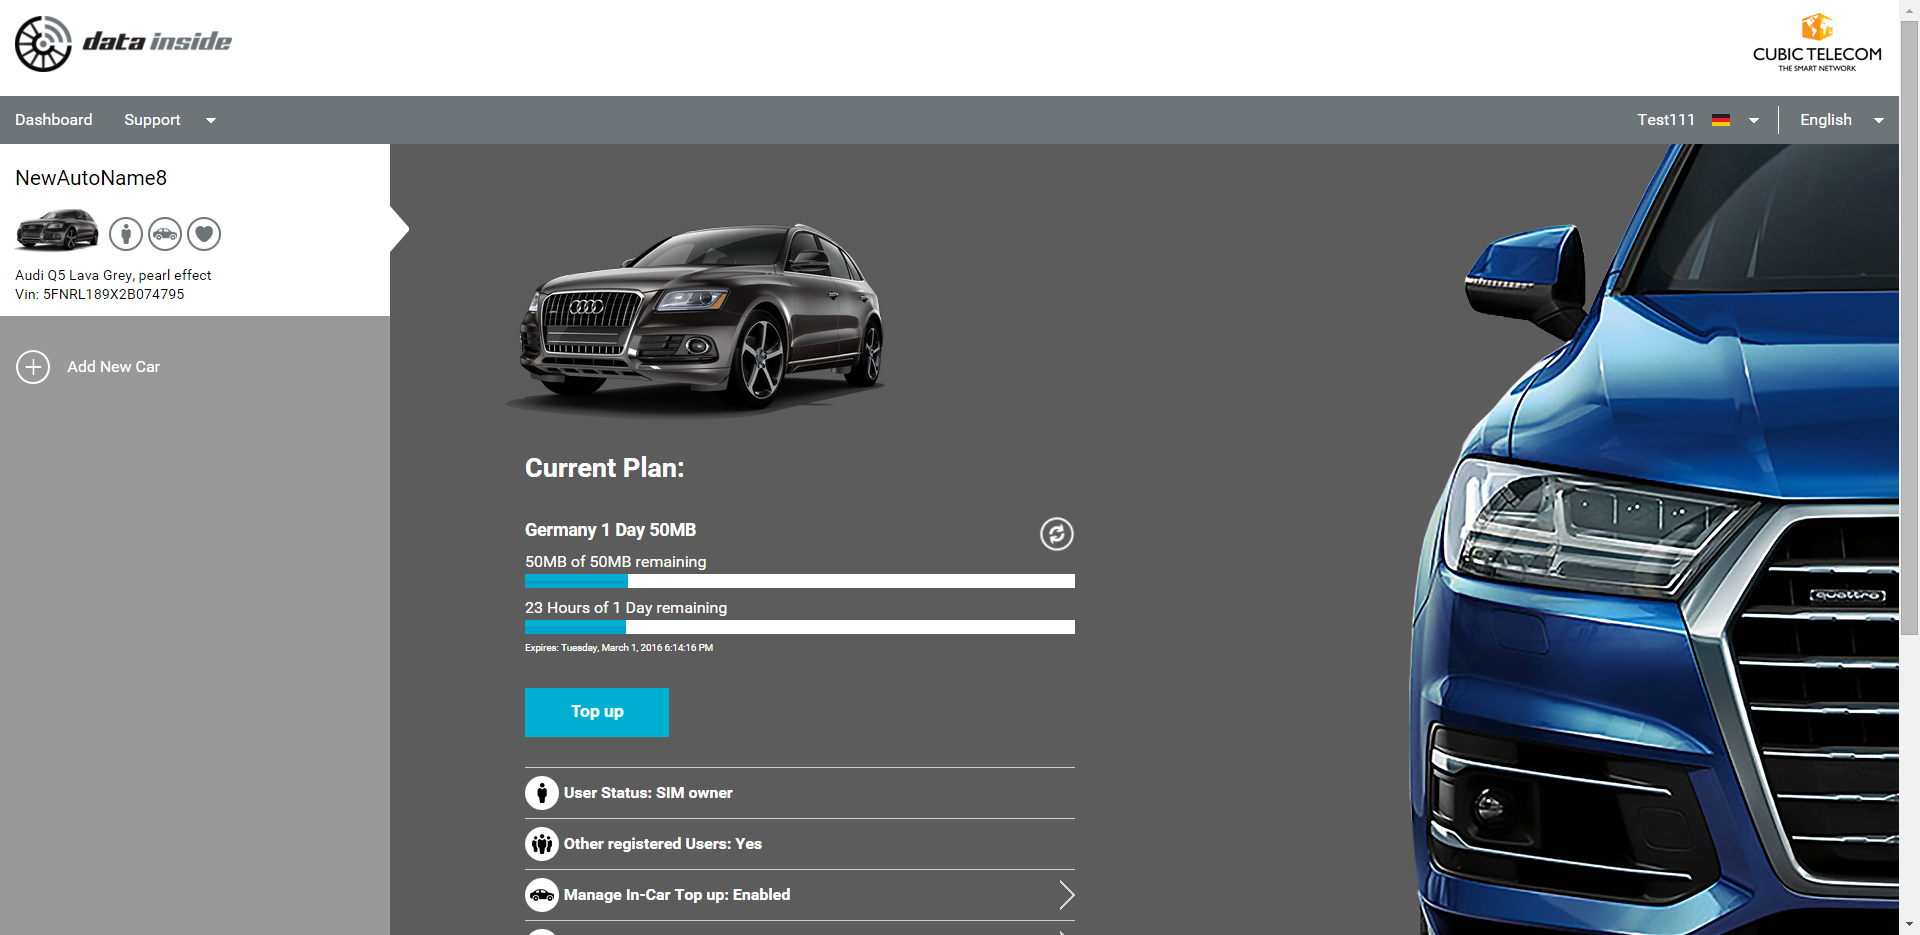 data inside
CUBIC TELECOM
THE SMART NETWORK
Dashboard
Support
Test111
English
NewAutoName8
Audi Q5 Lava Grey, pearl effect
Vin: 5FNRL189X2B074795
Add New Car
Current Plan:
Germany 1 Day 50MB
50MB of 50MB remaining
23 Hours of 1 Day remaining
Expires: Tuesday, March 1, 2016 6:14:16 PM
Top up
User Status: SIM owner
Other registered Users: Yes
Manage In-Car Top up: Enabled
quattro